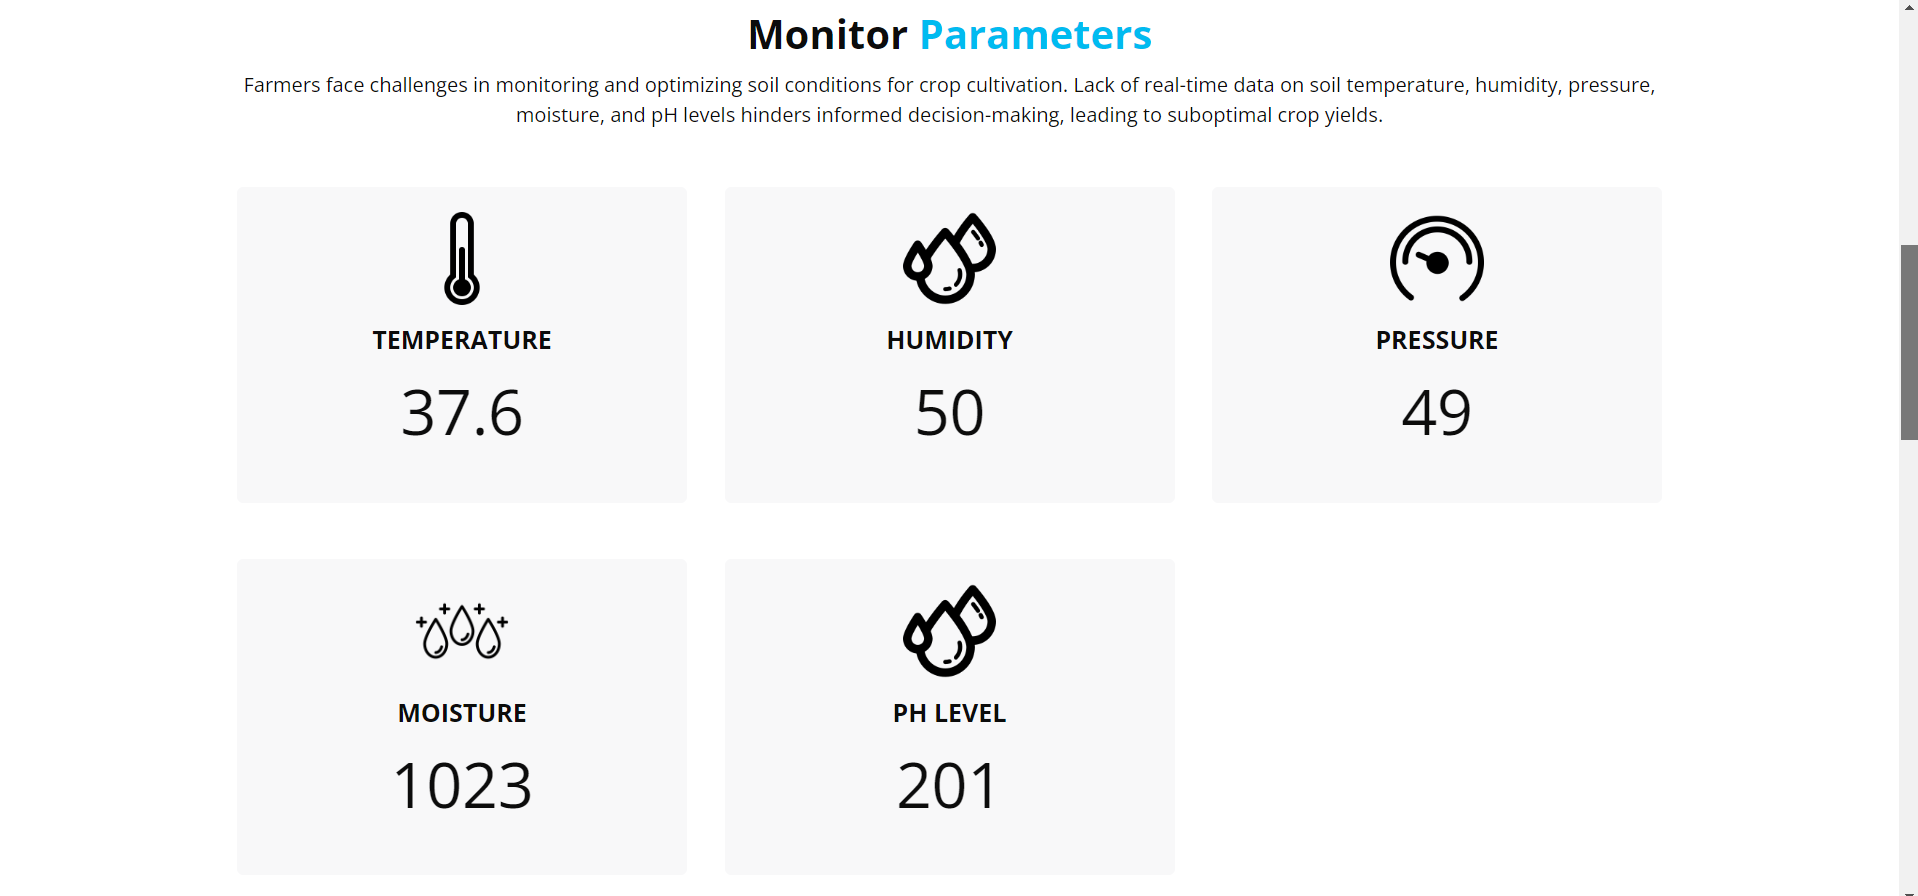 Monitor Parameters
Farmers face challenges in monitoring and optimizing soil conditions for crop cultivation. Lack of real-time data on soil temperature, humidity, pressure,
moisture, and pH levels hinders informed decision-making, leading to suboptimal crop yields.
TEMPERATURE
37.6
HUMIDITY
50
PRESSURE
49
MOISTURE
1023
PH LEVEL
201